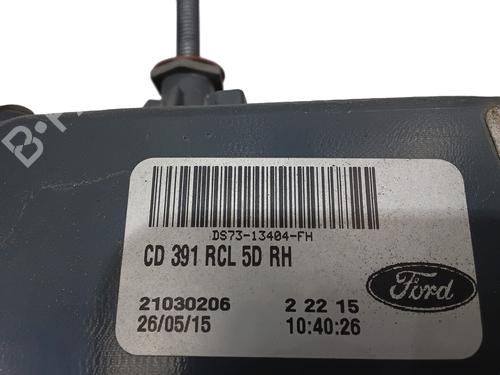 DS73-13404-FH
CD 391 RCL 5D RH
21030206 2 22 15
26/05/15 10:40:26
Ford